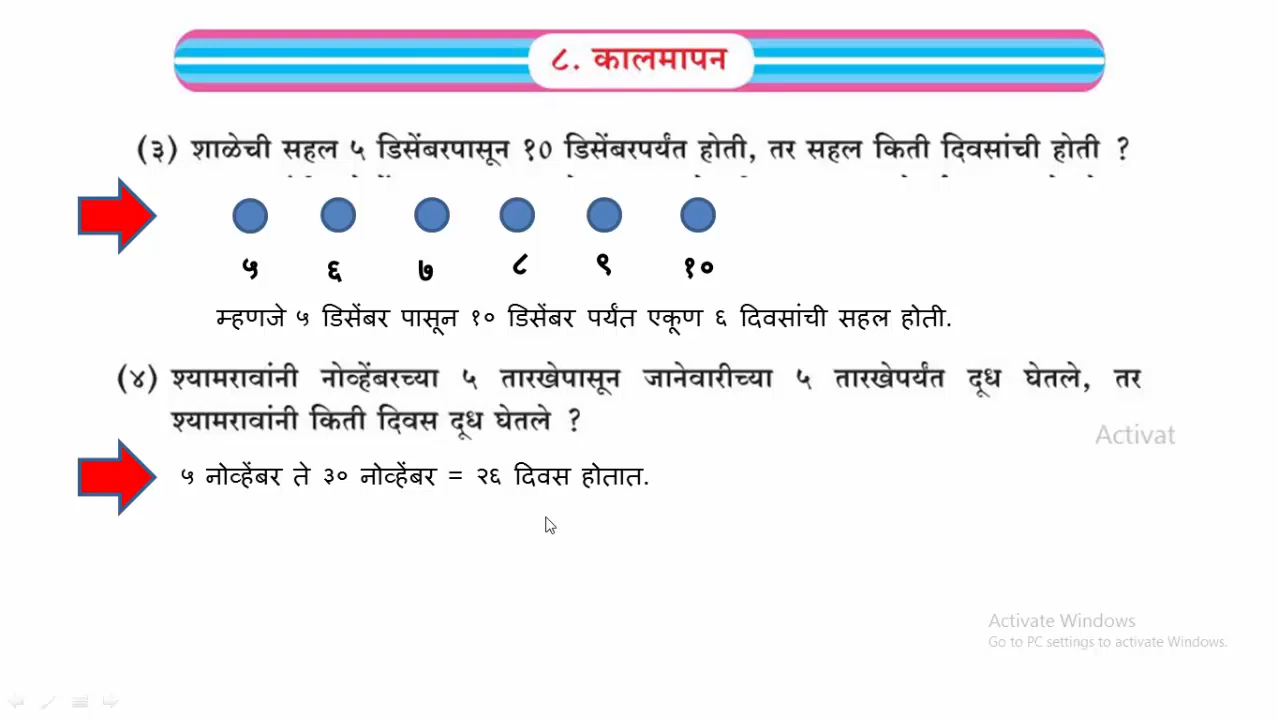 ८. कालमापन
(३) शाळेची सहल ५ डिसेंबरपासून १० डिसेंबरपर्यंत होती, तर सहल किती दिवसांची होती ?
५ ६ ७ ८ ९ १०
म्हणजे ५ डिसेंबर पासून १० डिसेंबर पर्यंत एकूण ६ दिवसांची सहल होती.
(४) श्यामरावांनी नोव्हेंबरच्या ५ तारखेपासून जानेवारीच्या ५ तारखेपर्यंत दूध घेतले, तर
श्यामरावांनी किती दिवस दूध घेतले ?
Activat
५ नोव्हेंबर ते ३० नोव्हेंबर = २६ दिवस होतात.
Activate Windows
Go to PC settings to activate Windows.